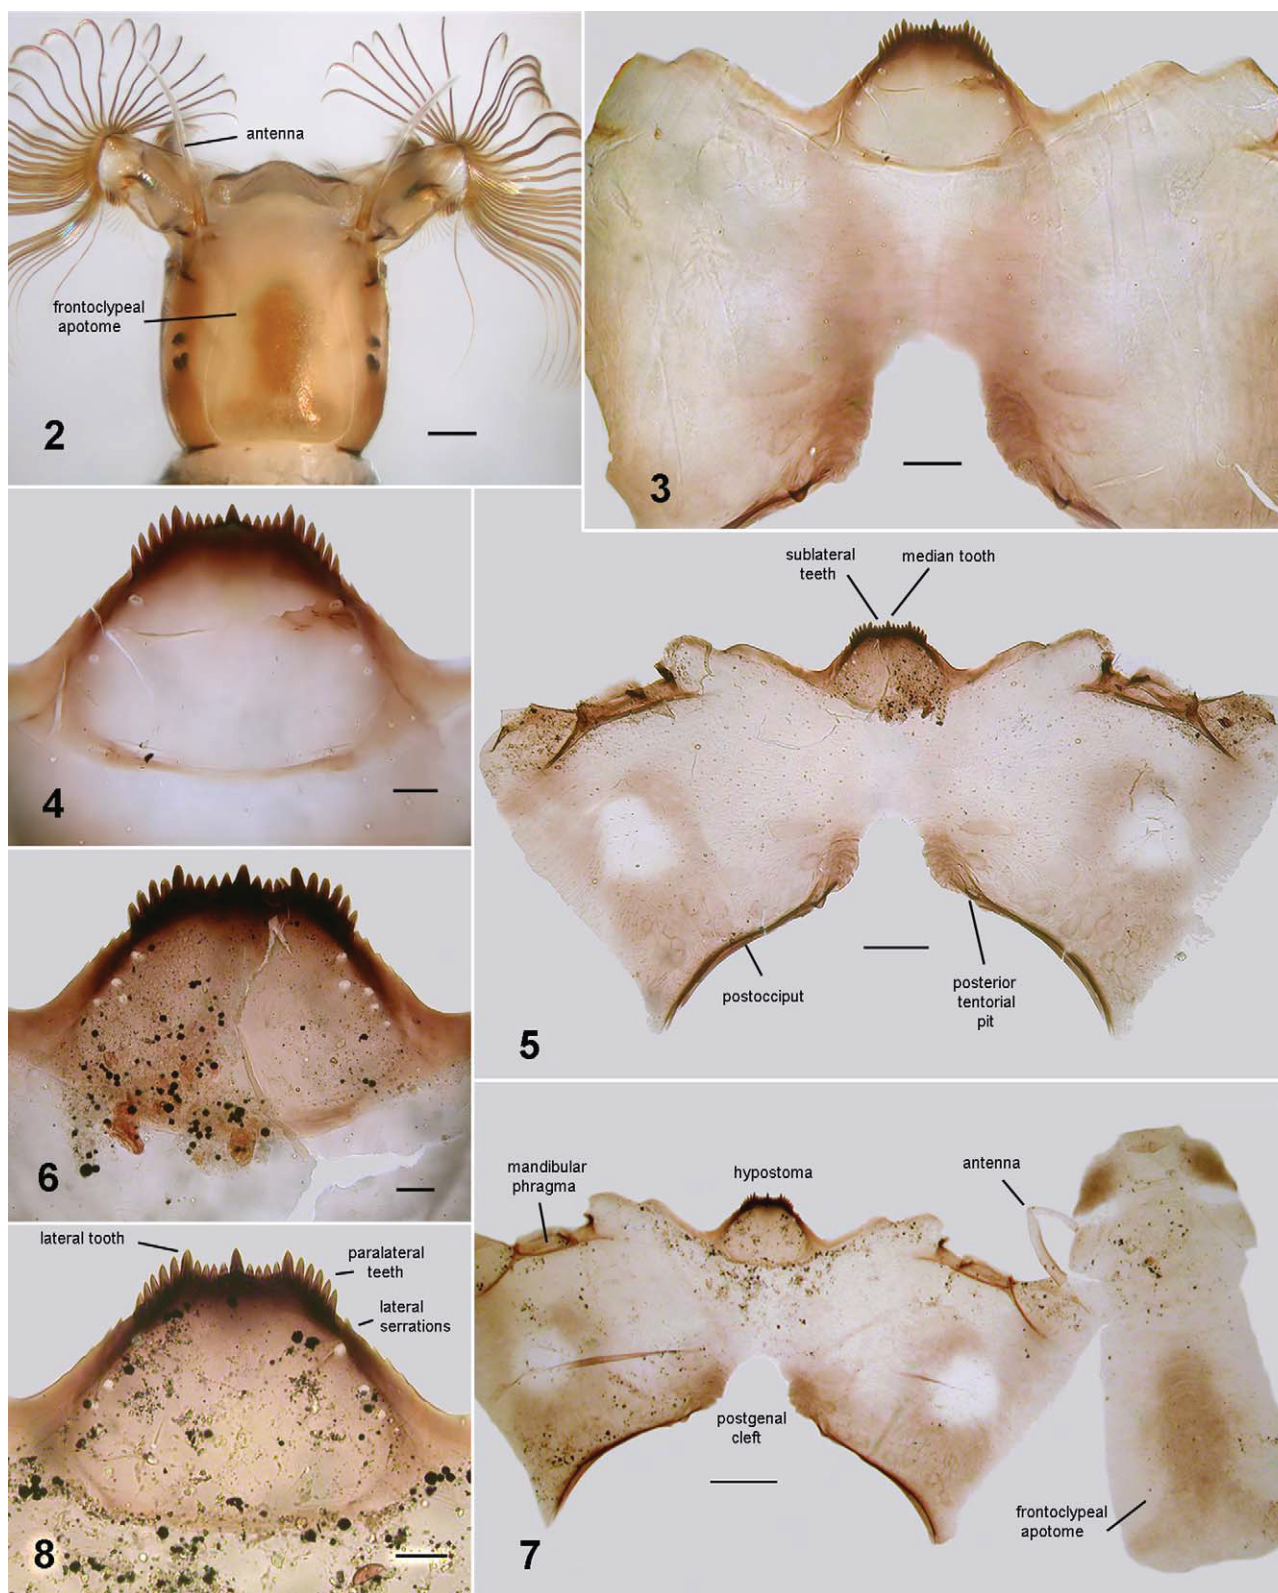 antenna
frontoclypeal
apotome
2
3
4
sublateral
teeth
median tooth
postocciput
posterior
tentorial
pit
5
6
lateral tooth
paralateral
teeth
lateral
serrations
8
mandibular
phragma
hypostoma
antenna
postgenal
cleft
frontoclypeal
apotome
7